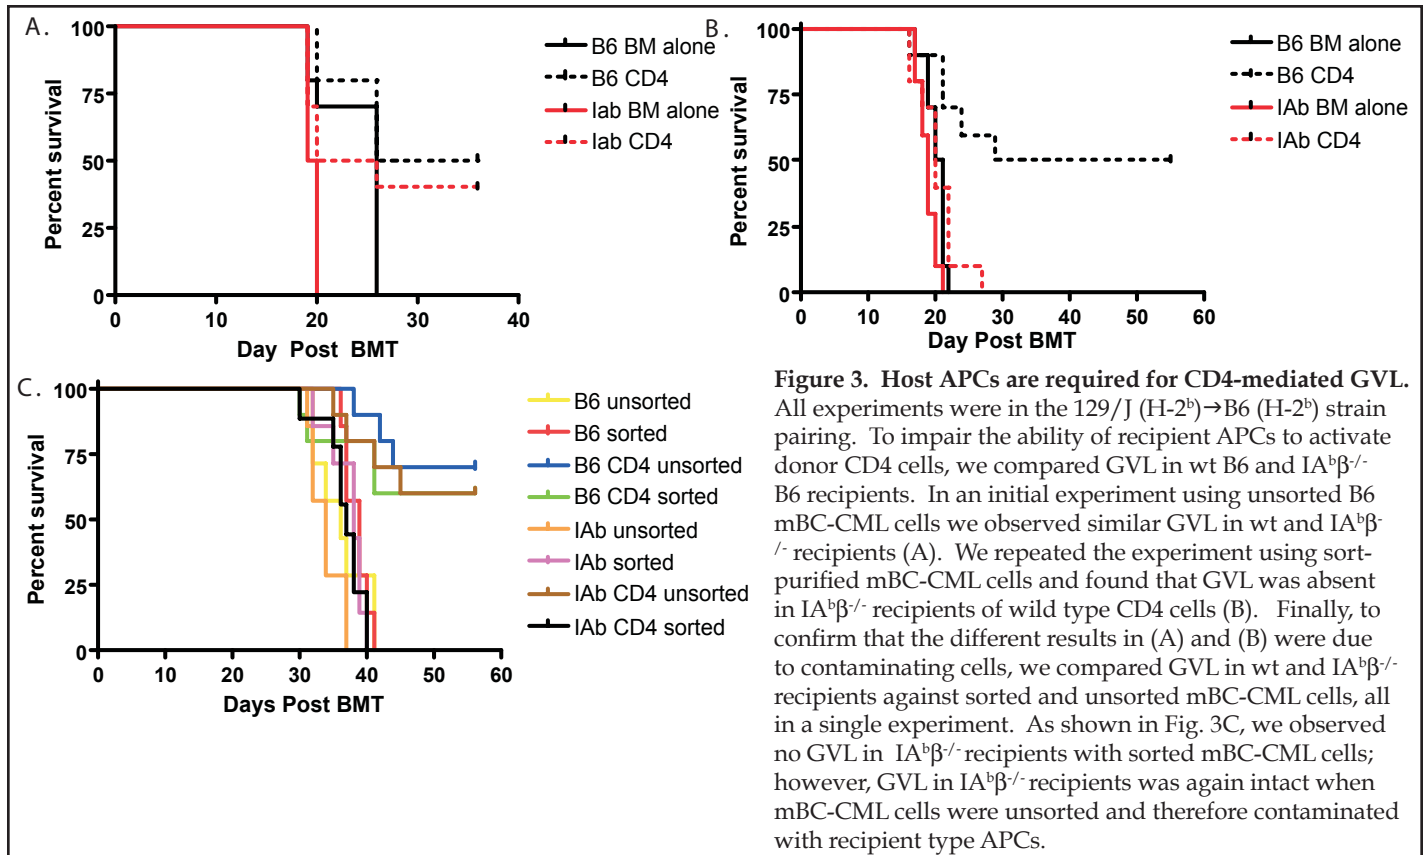 A.
100
75
50
25
0
Percent survival
0 10 20 30 40
Day Post BMT
B6 BM alone
B6 CD4
Iab BM alone
Iab CD4
B.
100
75
50
25
0
Percent survival
0 10 20 30 40 50 60
Day Post BMT
B6 BM alone
B6 CD4
IAb BM alone
IAb CD4
C.
100
75
50
25
0
Percent survival
0 10 20 30 40 50 60
Days Post BMT
B6 unsorted
B6 sorted
B6 CD4 unsorted
B6 CD4 sorted
IAb unsorted
IAb sorted
IAb CD4 unsorted
IAb CD4 sorted
Figure 3. Host APCs are required for CD4-mediated GVL.
All experiments were in the 129/J (H-2ᵇ)→B6 (H-2ᵇ) strain
pairing. To impair the ability of recipient APCs to activate
donor CD4 cells, we compared GVL in wt B6 and IAᵇβ⁻/⁻
B6 recipients. In an initial experiment using unsorted B6
mBC-CML cells we observed similar GVL in wt and IAᵇβ⁻
/⁻ recipients (A). We repeated the experiment using sort-
purified mBC-CML cells and found that GVL was absent
in IAᵇβ⁻/⁻ recipients of wild type CD4 cells (B). Finally, to
confirm that the different results in (A) and (B) were due
to contaminating cells, we compared GVL in wt and IAᵇβ⁻/⁻
recipients against sorted and unsorted mBC-CML cells, all
in a single experiment. As shown in Fig. 3C, we observed
no GVL in IAᵇβ⁻/⁻ recipients with sorted mBC-CML cells;
however, GVL in IAᵇβ⁻/⁻ recipients was again intact when
mBC-CML cells were unsorted and therefore contaminated
with recipient type APCs.